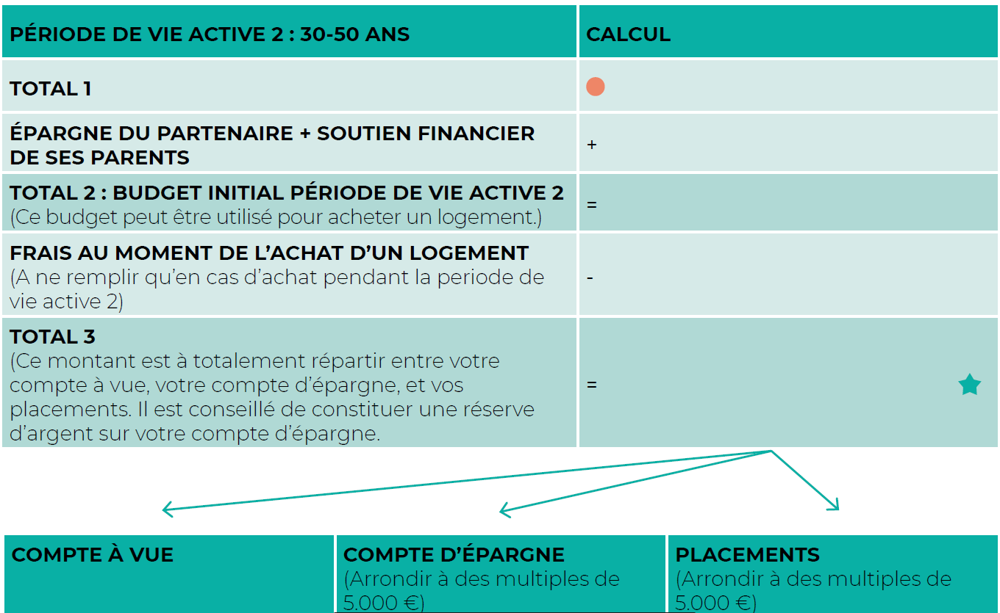 PÉRIODE DE VIE ACTIVE 2 : 30-50 ANS
CALCUL
TOTAL 1
ÉPARGNE DU PARTENAIRE + SOUTIEN FINANCIER
DE SES PARENTS
+
TOTAL 2 : BUDGET INITIAL PÉRIODE DE VIE ACTIVE 2
(Ce budget peut être utilisé pour acheter un logement.)
=
FRAIS AU MOMENT DE L’ACHAT D’UN LOGEMENT
(A ne remplir qu’en cas d’achat pendant la periode de
vie active 2)
-
TOTAL 3
(Ce montant est à totalement répartir entre votre
compte à vue, votre compte d’épargne, et vos
placements. Il est conseillé de constituer une réserve
d’argent sur votre compte d’épargne.
=
COMPTE À VUE
COMPTE D’ÉPARGNE
(Arrondir à des multiples de
5.000 €)
PLACEMENTS
(Arrondir à des multiples de
5.000 €)